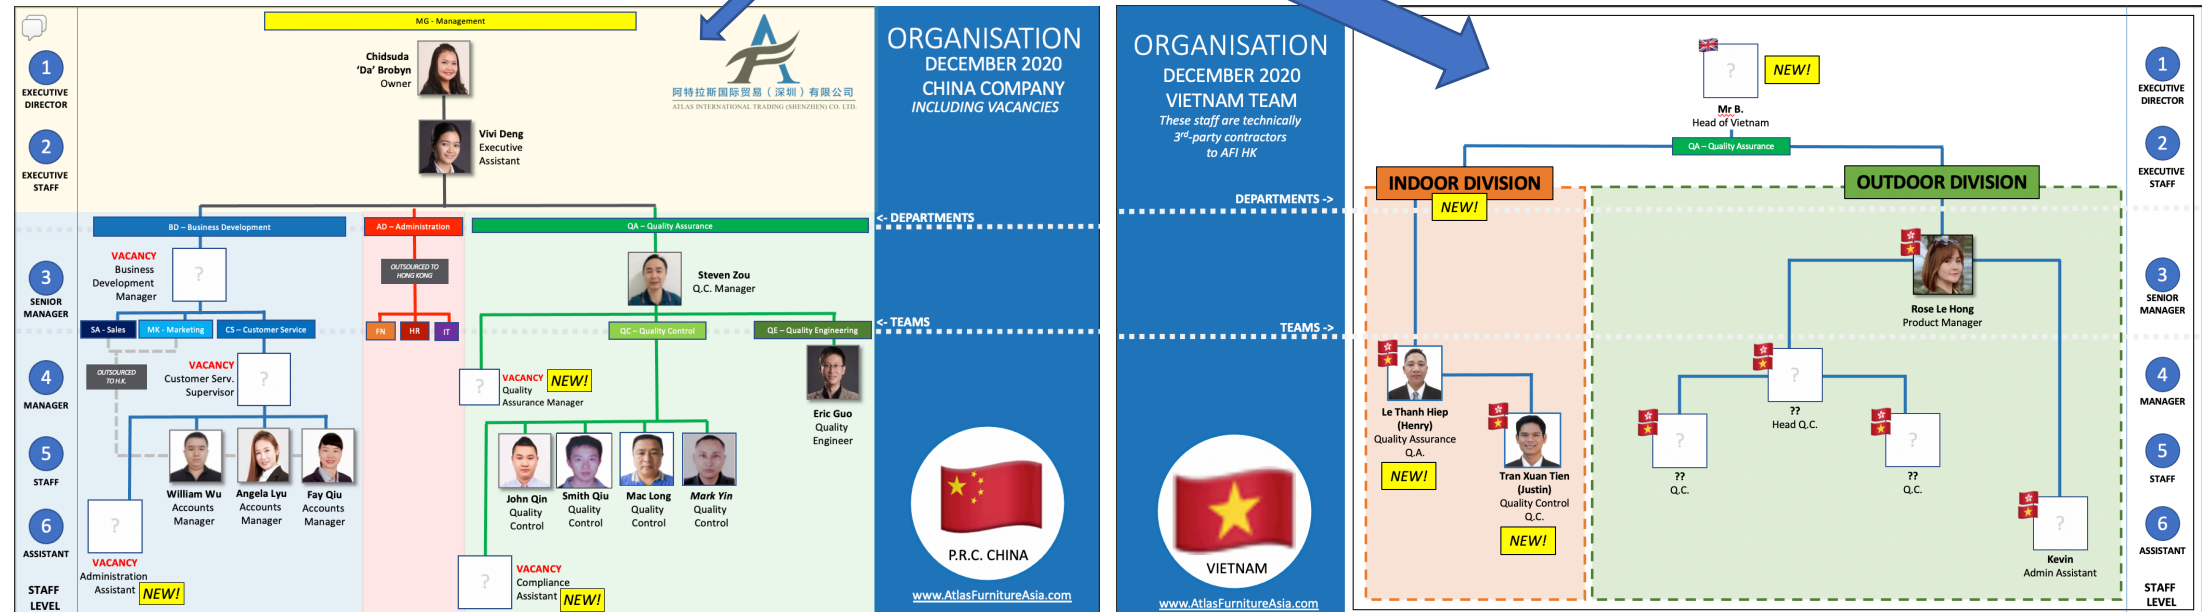 MG - Management
1
EXECUTIVE
DIRECTOR
2
EXECUTIVE
STAFF
3
SENIOR
MANAGER
4
MANAGER
5
STAFF
6
ASSISTANT
STAFF
LEVEL
Chidsuda
'Da' Brobyn
Owner
Vivi Deng
Executive
Assistant
阿特拉斯国际贸易（深圳）有限公司
ATLAS INTERNATIONAL TRADING (SHENZHEN) CO. LTD.
BD – Business Development
AD – Administration
QA – Quality Assurance
VACANCY
Business
Development
Manager
?
OUTSOURCED TO
HONG KONG
Steven Zou
Q.C. Manager
SA - Sales
MK - Marketing
CS – Customer Service
FN
HR
IT
QC – Quality Control
QE – Quality Engineering
OUTSOURCED
TO H.K.
VACANCY
Customer Serv.
Supervisor
?
?
VACANCY
NEW!
Quality
Assurance Manager
Eric Guo
Quality
Engineer
William Wu
Accounts
Manager
Angela Lyu
Accounts
Manager
Fay Qiu
Accounts
Manager
John Qin
Quality
Control
Smith Qiu
Quality
Control
Mac Long
Quality
Control
Mark Yin
Quality
Control
?
VACANCY
Administration
Assistant
NEW!
?
VACANCY
Compliance
Assistant
NEW!
ORGANISATION
DECEMBER 2020
CHINA COMPANY
INCLUDING VACANCIES
<- DEPARTMENTS
<- TEAMS
P.R.C. CHINA
www.AtlasFurnitureAsia.com
ORGANISATION
DECEMBER 2020
VIETNAM TEAM
These staff are technically
3rd-party contractors
to AFI HK
DEPARTMENTS ->
TEAMS ->
VIETNAM
www.AtlasFurnitureAsia.com
?
NEW!
Mr B.
Head of Vietnam
QA – Quality Assurance
INDOOR DIVISION
NEW!
OUTDOOR DIVISION
Rose Le Hong
Product Manager
Le Thanh Hiep
(Henry)
Quality Assurance
Q.A.
NEW!
Tran Xuan Tien
(Justin)
Quality Control
Q.C.
NEW!
?
??
Head Q.C.
?
??
Q.C.
?
??
Q.C.
?
Kevin
Admin Assistant
1
EXECUTIVE
DIRECTOR
2
EXECUTIVE
STAFF
3
SENIOR
MANAGER
4
MANAGER
5
STAFF
6
ASSISTANT
STAFF
LEVEL